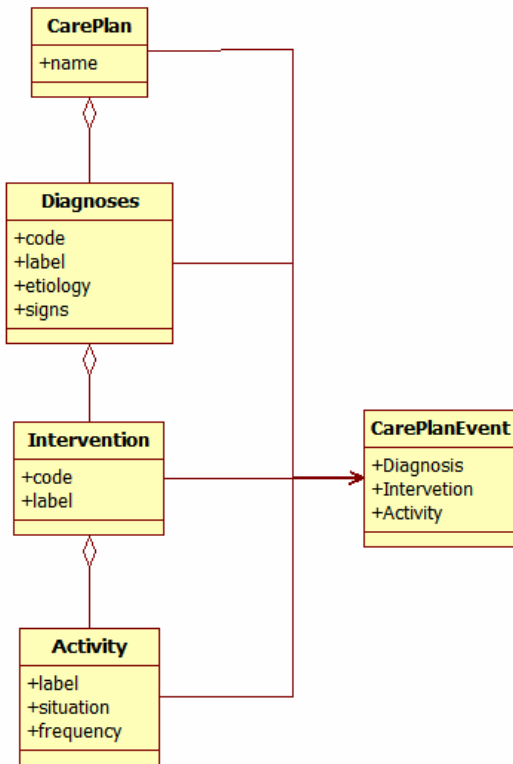 CarePlan
+name
Diagnoses
+code
+label
+etiology
+signs
Intervention
+code
+label
CarePlanEvent
+Diagnosis
+Intervetion
+Activity
Activity
+label
+situation
+frequency